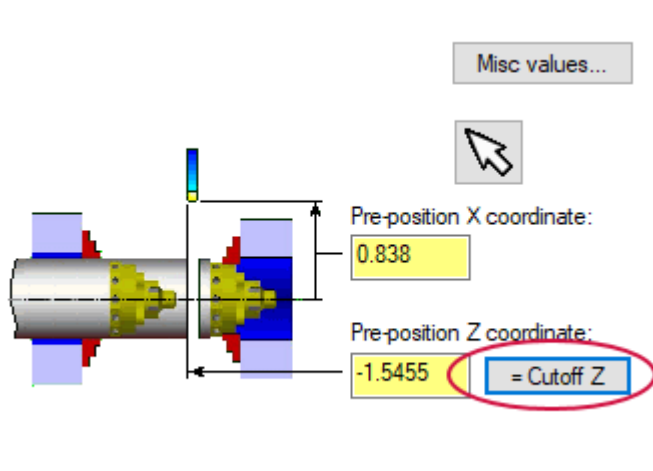 Misc values...
Pre-position X coordinate:
0.838
Pre-position Z coordinate:
-1.5455
= Cutoff Z